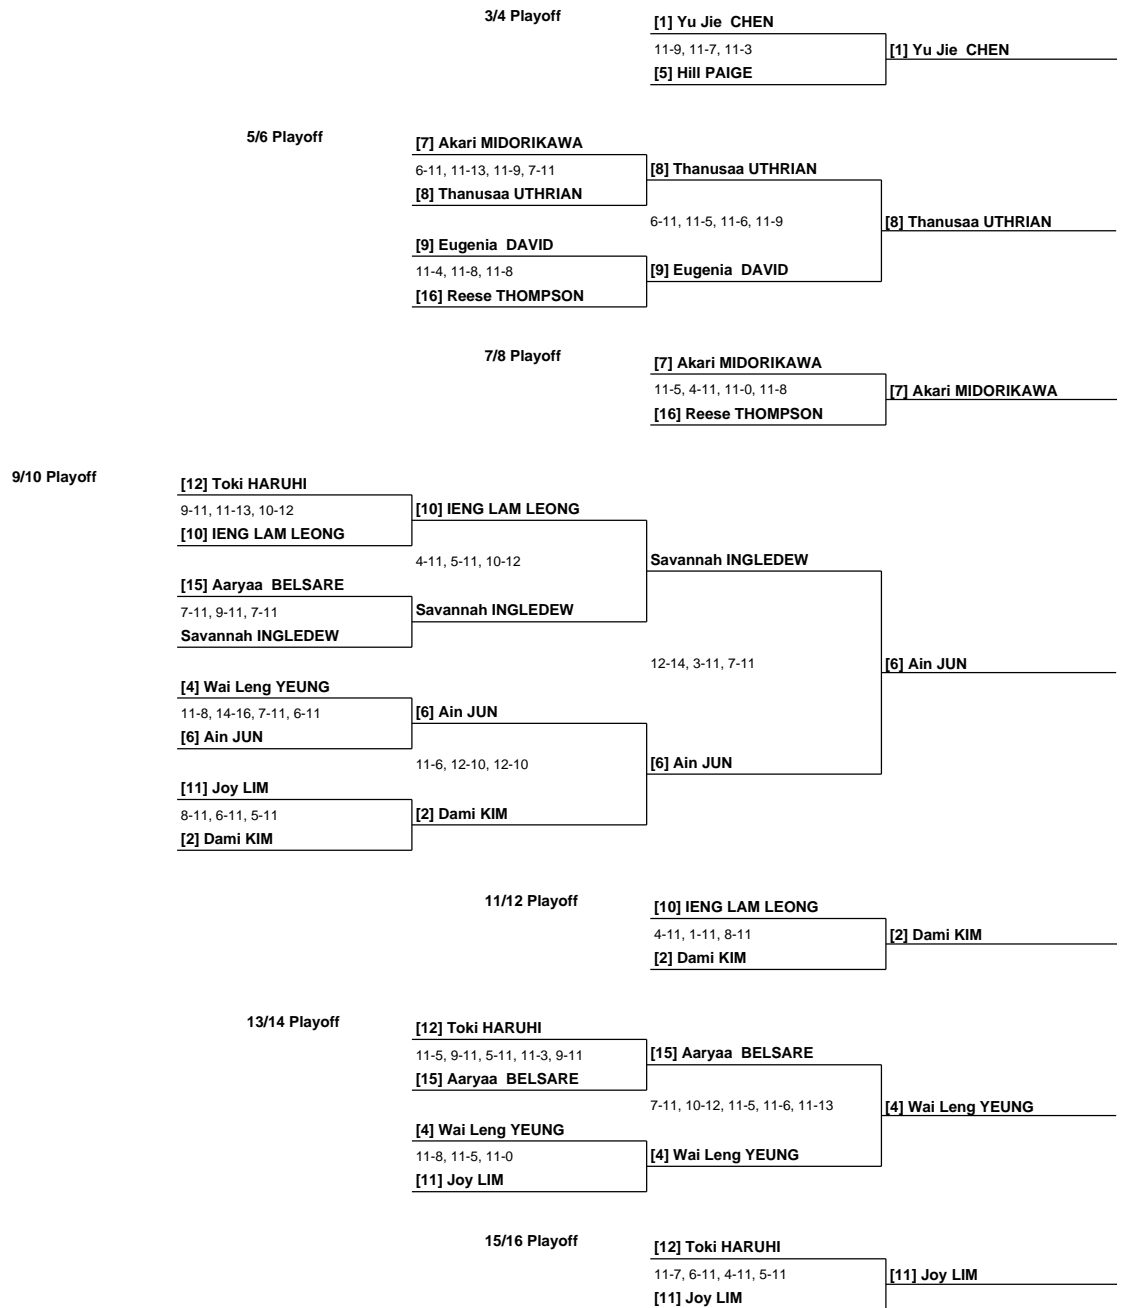 3/4 Playoff
[1] Yu Jie  CHEN
11-9, 11-7, 11-3
[1] Yu Jie  CHEN
[5] Hill PAIGE
5/6 Playoff
[7] Akari MIDORIKAWA
6-11, 11-13, 11-9, 7-11
[8] Thanusaa UTHRIAN
[8] Thanusaa UTHRIAN
6-11, 11-5, 11-6, 11-9
[8] Thanusaa UTHRIAN
[9] Eugenia  DAVID
11-4, 11-8, 11-8
[9] Eugenia  DAVID
[16] Reese THOMPSON
7/8 Playoff
[7] Akari MIDORIKAWA
11-5, 4-11, 11-0, 11-8
[7] Akari MIDORIKAWA
[16] Reese THOMPSON
9/10 Playoff
[12] Toki HARUHI
9-11, 11-13, 10-12
[10] IENG LAM LEONG
[10] IENG LAM LEONG
4-11, 5-11, 10-12
Savannah INGLEDEW
[15] Aaryaa  BELSARE
7-11, 9-11, 7-11
Savannah INGLEDEW
Savannah INGLEDEW
12-14, 3-11, 7-11
[6] Ain JUN
[4] Wai Leng YEUNG
11-8, 14-16, 7-11, 6-11
[6] Ain JUN
[6] Ain JUN
11-6, 12-10, 12-10
[6] Ain JUN
[11] Joy LIM
8-11, 6-11, 5-11
[2] Dami KIM
[2] Dami KIM
11/12 Playoff
[10] IENG LAM LEONG
4-11, 1-11, 8-11
[2] Dami KIM
[2] Dami KIM
13/14 Playoff
[12] Toki HARUHI
11-5, 9-11, 5-11, 11-3, 9-11
[15] Aaryaa  BELSARE
[15] Aaryaa  BELSARE
7-11, 10-12, 11-5, 11-6, 11-13
[4] Wai Leng YEUNG
[4] Wai Leng YEUNG
11-8, 11-5, 11-0
[4] Wai Leng YEUNG
[11] Joy LIM
15/16 Playoff
[12] Toki HARUHI
11-7, 6-11, 4-11, 5-11
[11] Joy LIM
[11] Joy LIM